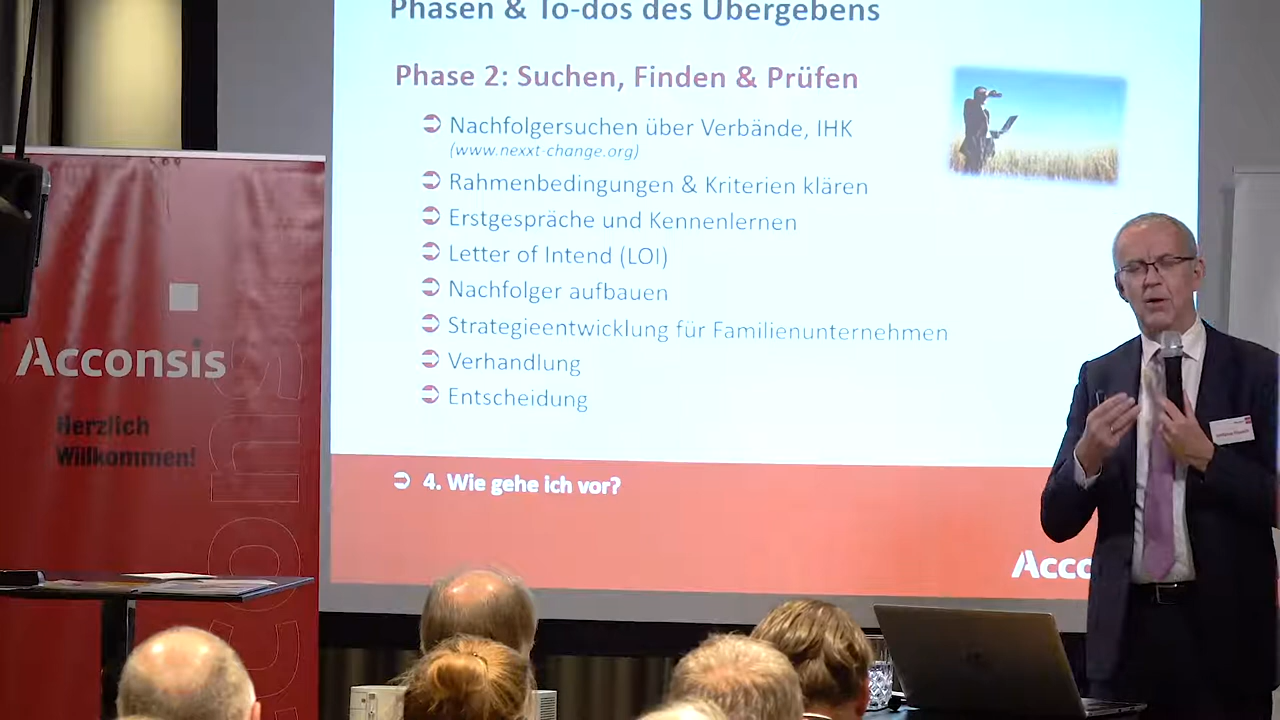 Phasen & To-dos des Übergebens
Phase 2: Suchen, Finden & Prüfen
Nachfolgersuchen über Verbände, IHK
(www.nexxt-change.org)
Rahmenbedingungen & Kriterien klären
Erstgespräche und Kennenlernen
Letter of Intend (LOI)
Nachfolger aufbauen
Strategieentwicklung für Familienunternehmen
Verhandlung
Entscheidung
4. Wie gehe ich vor?
Acco
Acconsis
Herzlich
Willkommen!